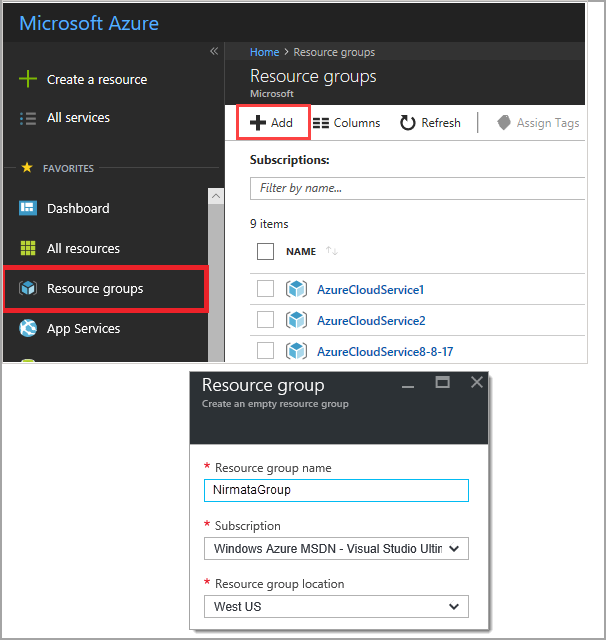 Microsoft Azure
Create a resource
All services
FAVORITES
Dashboard
All resources
Resource groups
App Services
Home > Resource groups
Resource groups
Microsoft
Add Columns Refresh Assign Tags
Subscriptions:
Filter by name...
9 items
NAME
AzureCloudService1
AzureCloudService2
AzureCloudService8-8-17
Resource group
Create an empty resource group
* Resource group name
NirmataGroup
* Subscription
Windows Azure MSDN - Visual Studio Ultin
* Resource group location
West US